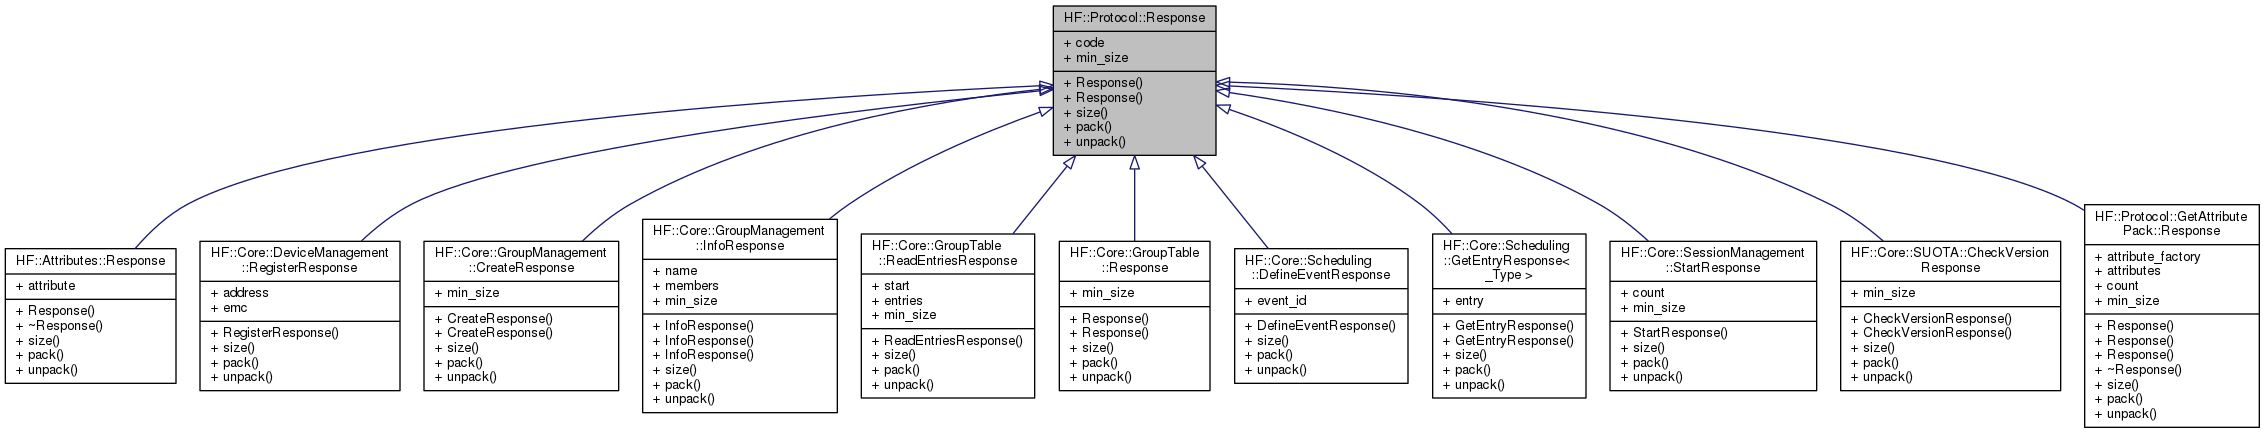 HF::Protocol::Response
+ code
+ min_size
+ Response()
+ Response()
+ size()
+ pack()
+ unpack()
HF::Attributes::Response
+ attribute
+ Response()
+ ~Response()
+ size()
+ pack()
+ unpack()
HF::Core::DeviceManagement
::RegisterResponse
+ address
+ emc
+ RegisterResponse()
+ size()
+ pack()
+ unpack()
HF::Core::GroupManagement
::CreateResponse
+ min_size
+ CreateResponse()
+ CreateResponse()
+ size()
+ pack()
+ unpack()
HF::Core::GroupManagement
::InfoResponse
+ name
+ members
+ min_size
+ InfoResponse()
+ InfoResponse()
+ InfoResponse()
+ size()
+ pack()
+ unpack()
HF::Core::GroupTable
::ReadEntriesResponse
+ start
+ entries
+ min_size
+ ReadEntriesResponse()
+ size()
+ pack()
+ unpack()
HF::Core::GroupTable
::Response
+ min_size
+ Response()
+ Response()
+ size()
+ pack()
+ unpack()
HF::Core::Scheduling
::DefineEventResponse
+ event_id
+ DefineEventResponse()
+ size()
+ pack()
+ unpack()
HF::Core::Scheduling
::GetEntryResponse<
_Type >
+ entry
+ GetEntryResponse()
+ GetEntryResponse()
+ size()
+ pack()
+ unpack()
HF::Core::SessionManagement
::StartResponse
+ count
+ min_size
+ StartResponse()
+ size()
+ pack()
+ unpack()
HF::Core::SUOTA::CheckVersion
Response
+ min_size
+ CheckVersionResponse()
+ CheckVersionResponse()
+ size()
+ pack()
+ unpack()
HF::Protocol::GetAttribute
Pack::Response
+ attribute_factory
+ attributes
+ count
+ min_size
+ Response()
+ Response()
+ Response()
+ ~Response()
+ size()
+ pack()
+ unpack()